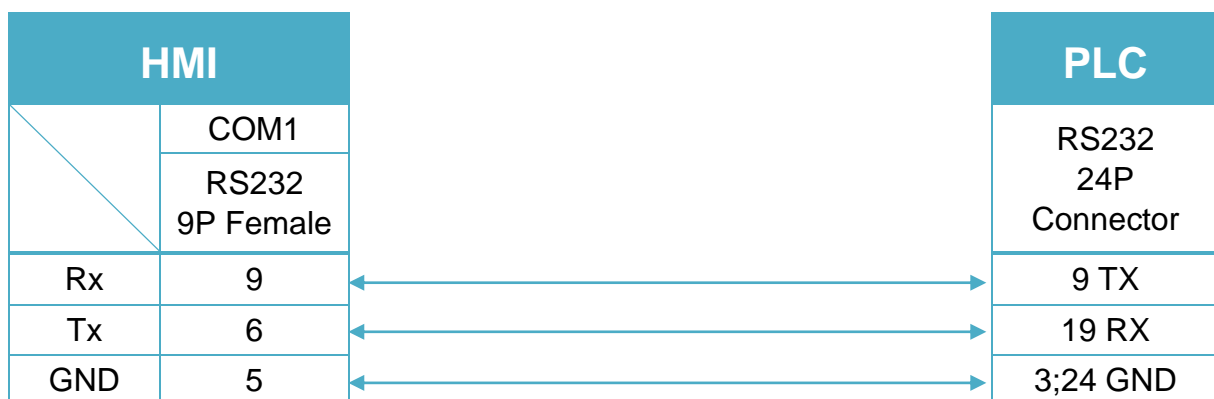 HMI
PLC
COM1
RS232
9P Female
RS232
24P
Connector
Rx 9 9 TX
Tx 6 19 RX
GND 5 3;24 GND